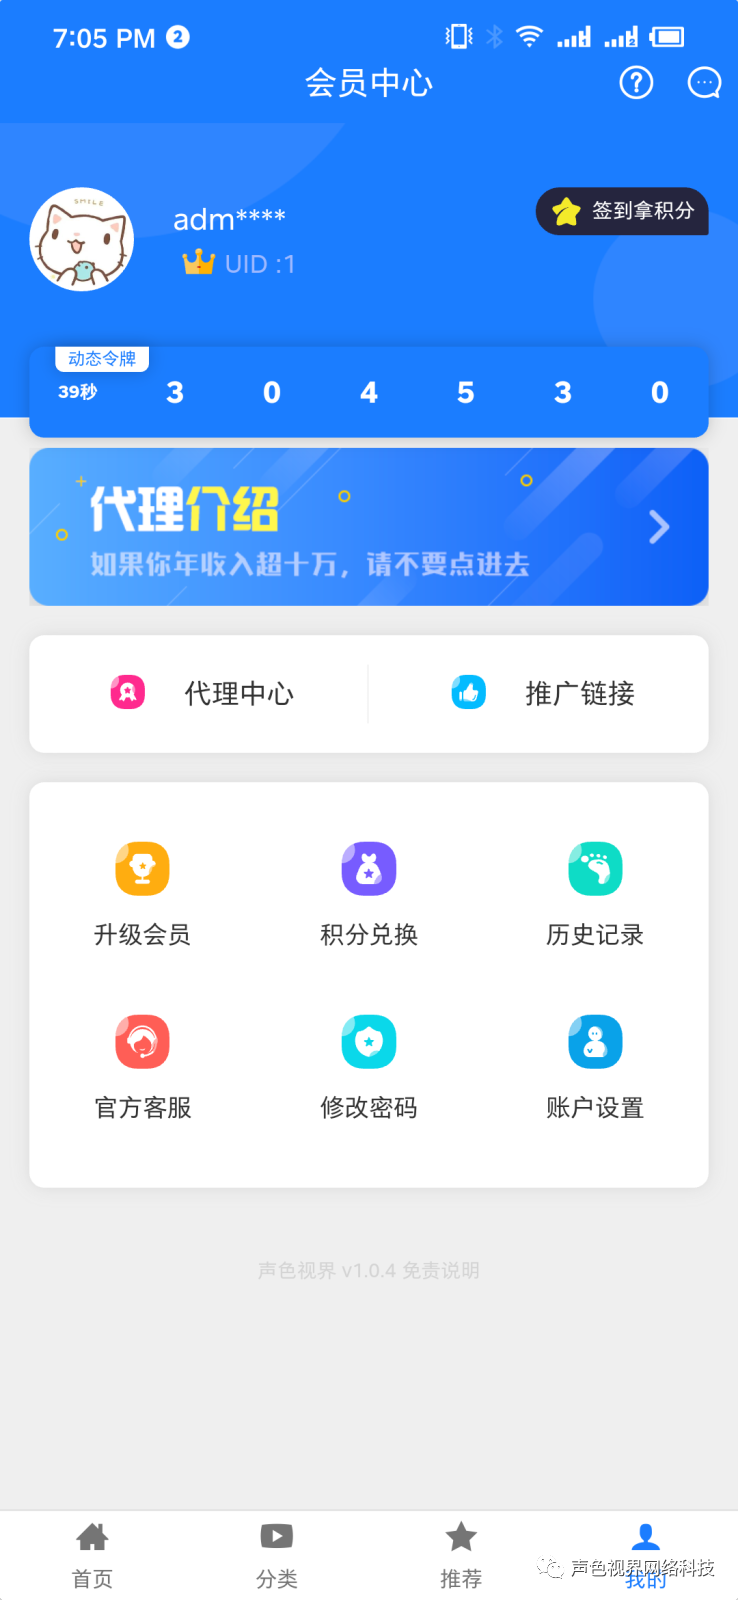 7:05 PM 2
会员中心
SMILE
adm****
签到拿积分
UID :1
动态令牌
39秒 3 0 4 5 3 0
代理介绍
如果你年收入超十万，请不要点进去
代理中心 推广链接
升级会员 积分兑换 历史记录
官方客服 修改密码 账户设置
声色视界 v1.0.4 免责说明
声色视界网络科技
首页 分类 推荐 我的